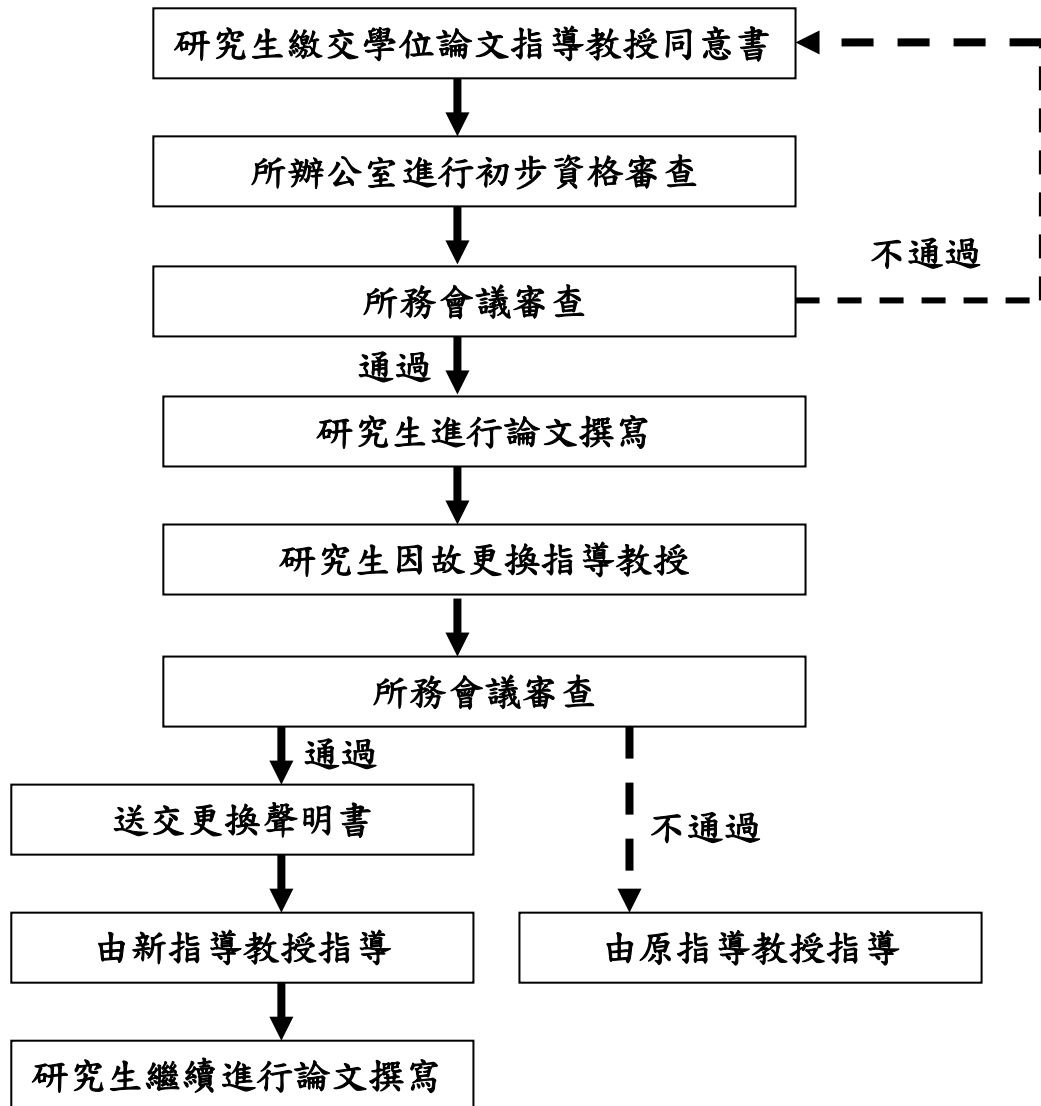 研究生繳交學位論文指導教授同意書
所辦公室進行初步資格審查
不通過
所務會議審查
通過
研究生進行論文撰寫
研究生因故更換指導教授
所務會議審查
通過
送交更換聲明書
不通過
由新指導教授指導
由原指導教授指導
研究生繼續進行論文撰寫